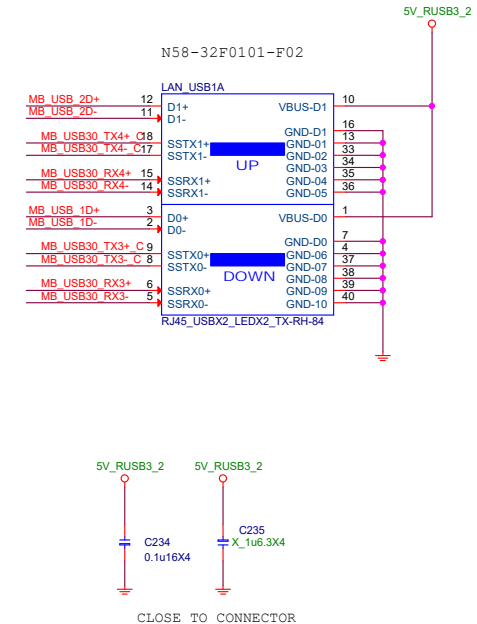 5V_RUSB3_2
N58-32F0101-F02
LAN_USB1A
MB_USB_2D+ 12 D1+ VBUS-D1 10
MB_USB_2D- 11 D1-
GND-D1 16
MB_USB30_TX4+_C 18 SSTX1+ GND-01 13
MB_USB30_TX4-_C 17 SSTX1- GND-02 33
UP GND-03 34
MB_USB30_RX4+ 15 SSRX1+ GND-04 35
MB_USB30_RX4- 14 SSRX1- GND-05 36
MB_USB_1D+ 3 D0+ VBUS-D0 1
MB_USB_1D- 2 D0-
GND-D0 7
MB_USB30_TX3+_C 9 SSTX0+ GND-06 4
MB_USB30_TX3-_C 8 SSTX0- GND-07 37
DOWN GND-08 38
MB_USB30_RX3+ 6 SSRX0+ GND-09 39
MB_USB30_RX3- 5 SSRX0- GND-10 40
RJ45_USBX2_LEDX2_TX-RH-84
5V_RUSB3_2 5V_RUSB3_2
C234 C235
0.1u16X4 X_1u6.3X4
CLOSE TO CONNECTOR